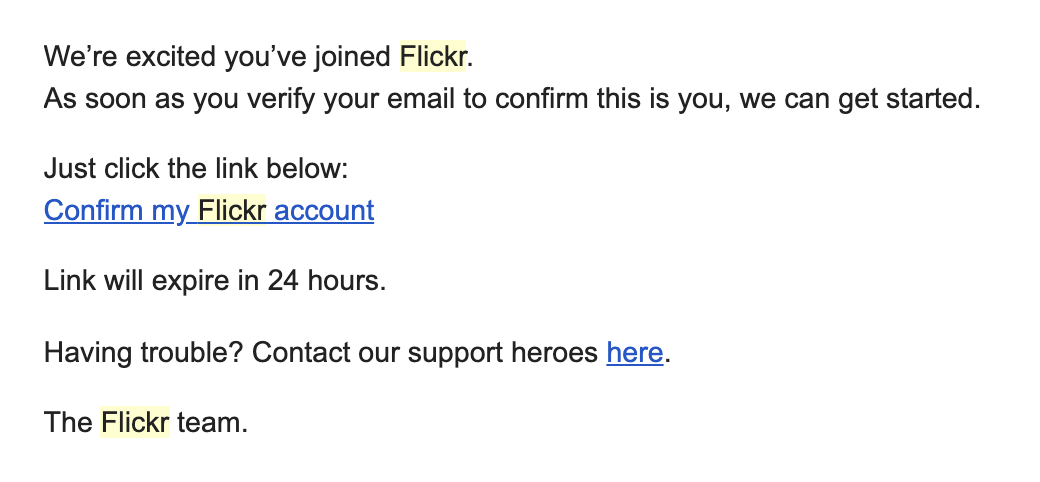 We’re excited you’ve joined Flickr.
As soon as you verify your email to confirm this is you, we can get started.
Just click the link below:
Confirm my Flickr account
Link will expire in 24 hours.
Having trouble? Contact our support heroes here.
The Flickr team.